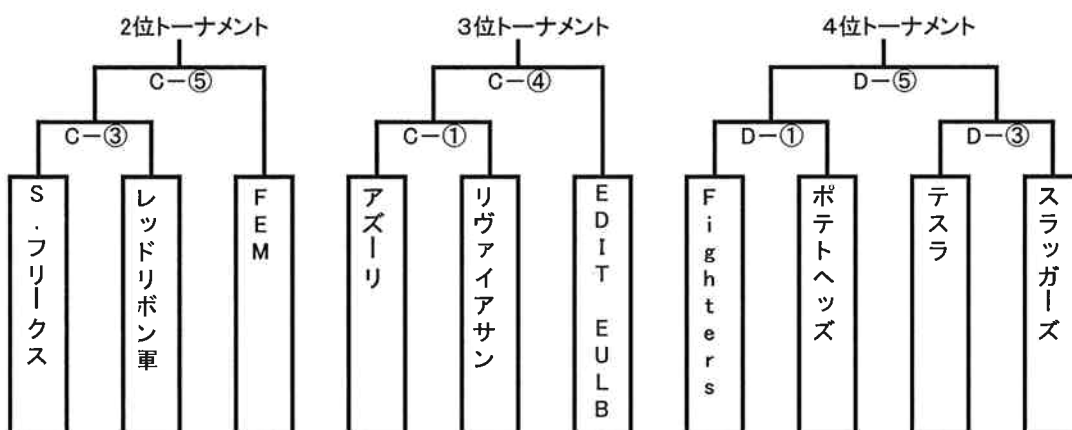 2位トーナメント
3位トーナメント
4位トーナメント
C－⑤
C－④
D－⑤
C－③
C－①
D－①
D－③
S.フリークス
レッドリボン軍
FEM
アズーリ
リヴァイアサン
EDIT EULB
Fighters
ポテトヘッズ
テスラ
スラッガーズ